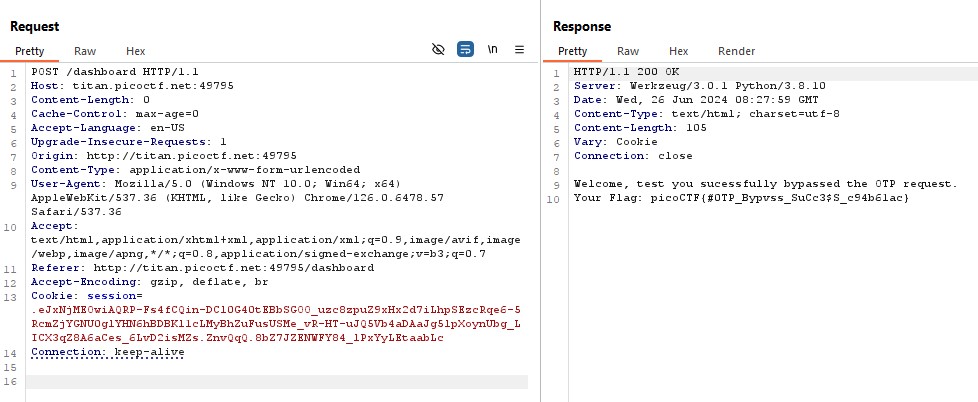 Request
Pretty Raw Hex \n
1 POST /dashboard HTTP/1.1
2 Host: titan.picoctf.net:49795
3 Content-Length: 0
4 Cache-Control: max-age=0
5 Accept-Language: en-US
6 Upgrade-Insecure-Requests: 1
7 Origin: http://titan.picoctf.net:49795
8 Content-Type: application/x-www-form-urlencoded
9 User-Agent: Mozilla/5.0 (Windows NT 10.0; Win64; x64)
AppleWebKit/537.36 (KHTML, like Gecko) Chrome/126.0.6478.57
Safari/537.36
10 Accept:
text/html,application/xhtml+xml,application/xml;q=0.9,image/avif,image
/webp,image/apng,*/*;q=0.8,application/signed-exchange;v=b3;q=0.7
11 Referer: http://titan.picoctf.net:49795/dashboard
12 Accept-Encoding: gzip, deflate, br
13 Cookie: session=
14 Connection: keep-alive
15
16
Response
Pretty Raw Hex Render
1 HTTP/1.1 200 OK
2 Server: Werkzeug/3.0.1 Python/3.8.10
3 Date: Wed, 26 Jun 2024 08:27:59 GMT
4 Content-Type: text/html; charset=utf-8
5 Content-Length: 105
6 Vary: Cookie
7 Connection: close
8
9 Welcome, test you sucessfully bypassed the OTP request.
10 Your Flag: picoCTF{#0TP_Bypvss_SuCc3$S_c94b61ac}